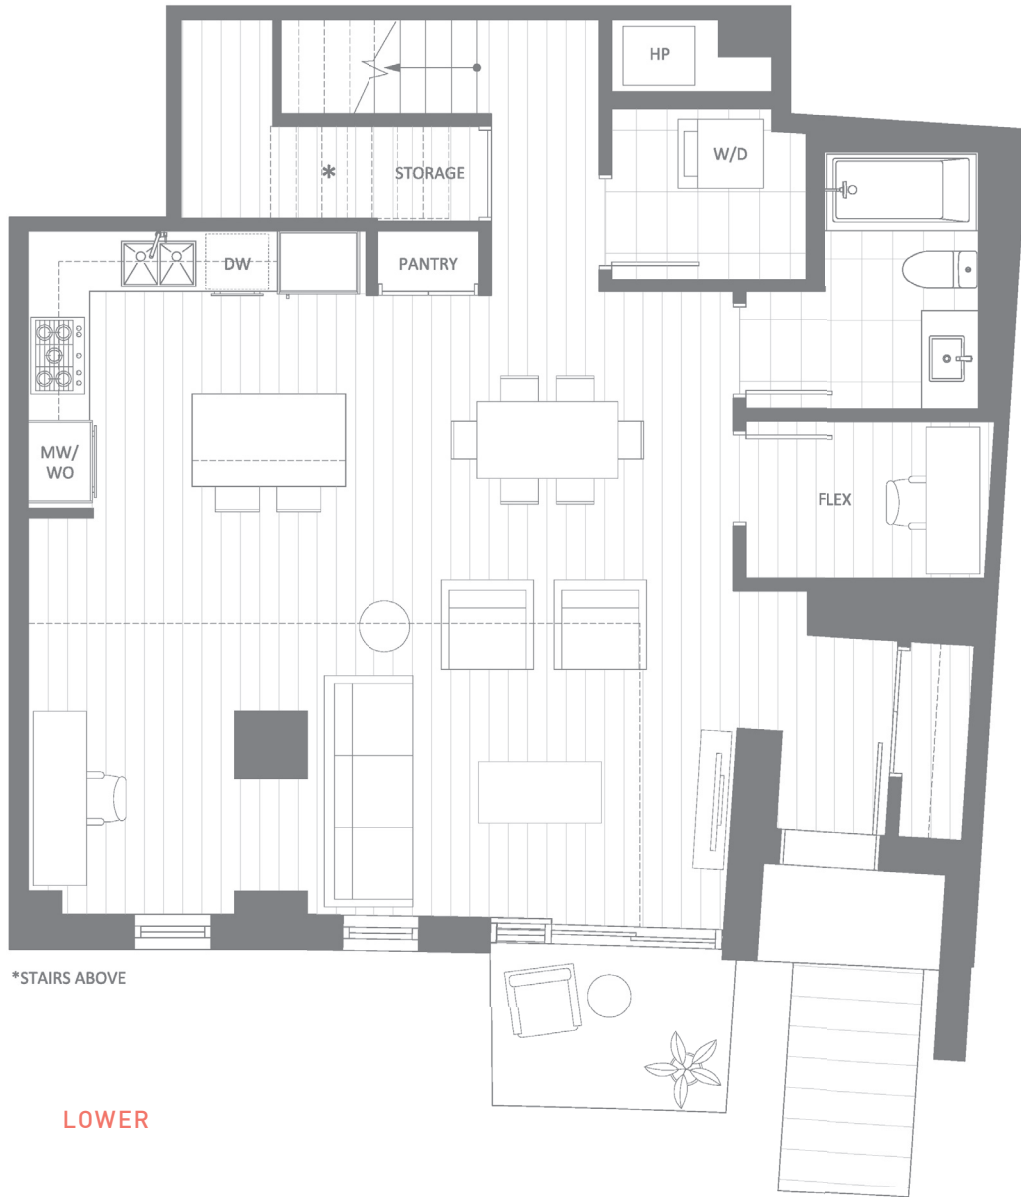 HP
W/D
*
STORAGE
DW
PANTRY
MW/
WO
FLEX
*STAIRS ABOVE
LOWER